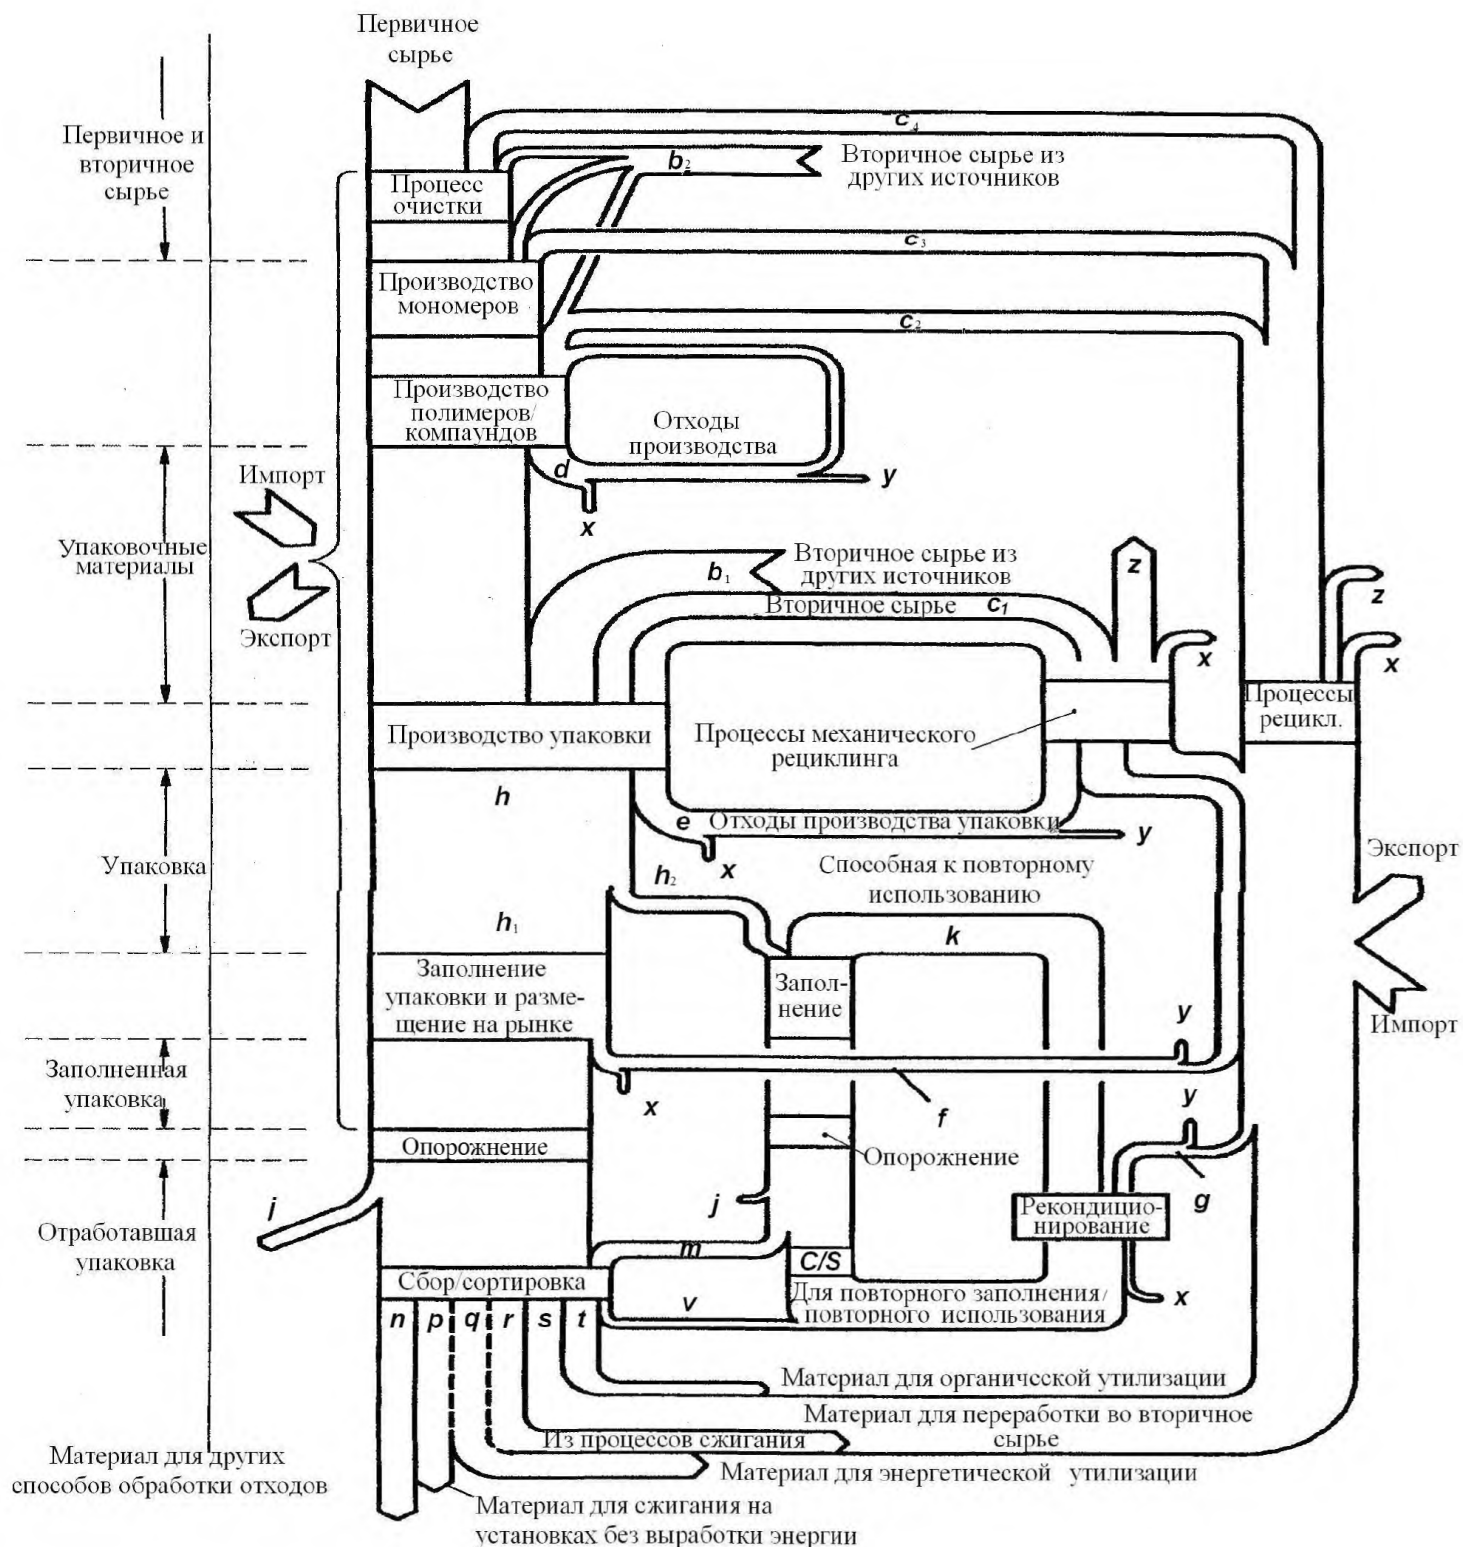 Первичное
сырье
Первичное и
вторичное
сырье
c4
b2
Вторичное сырье из
других источников
Процесс
очистки
c3
Производство
мономеров
c2
Производство
полимеров/
компаундов
Отходы
производства
d
y
x
Импорт
Упаковочные
материалы
Экспорт
b1
Вторичное сырье из
других источников
z
z
Вторичное сырье c1
x
x
Процессы
рецикл.
Производство упаковки
Процессы механического
рециклинга
h
e
Отходы производства упаковки
y
x
Упаковка
h2
Способная к повторному
использованию
Экспорт
h1
k
Заполнение
упаковки и разме-
щение на рынке
Запол-
нение
y
Импорт
Заполненная
упаковка
x
f
y
Опорожнение
Опорожнение
i
j
g
Рекондицио-
нирование
Отработавшая
упаковка
m
C/S
Сбор/сортировка
Для повторного заполнения/
повторного использования
x
v
n
p
q
r
s
t
Материал для органической утилизации
Материал для переработки во вторичное
сырье
Из процессов сжигания
Материал для других
способов обработки отходов
Материал для энергетической утилизации
Материал для сжигания на
установках без выработки энергии